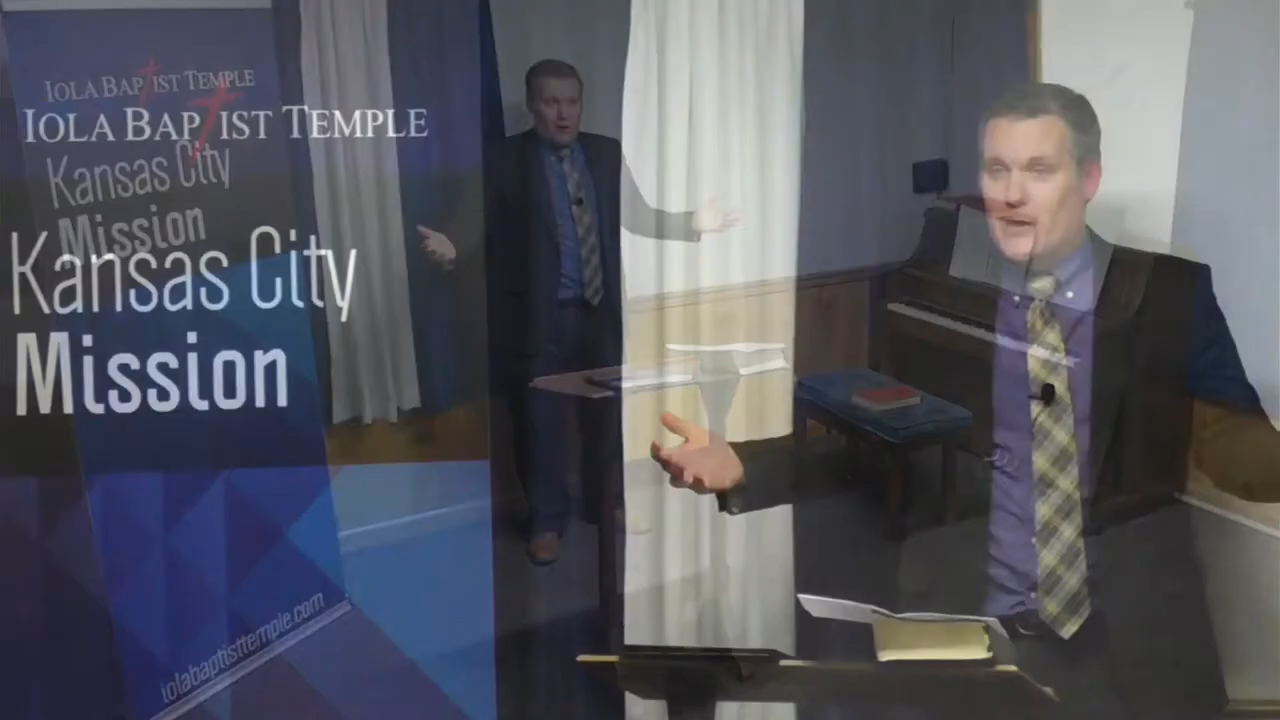 IOLA BAPTIST TEMPLE
IOLA BAPTIST TEMPLE
Kansas City
Mission
Kansas City
Mission
iolabaptisttemple.com